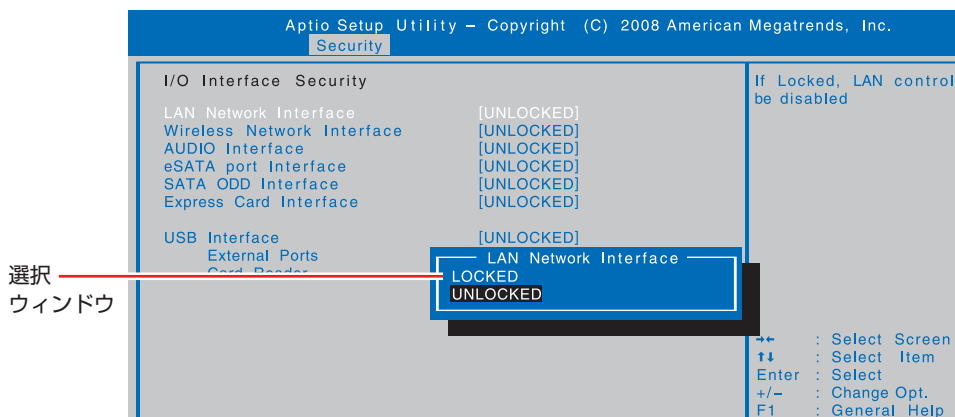 Aptio Setup Utility – Copyright (C) 2008 American Megatrends, Inc.
Security
I/O Interface Security
LAN Network Interface [UNLOCKED]
Wireless Network Interface [UNLOCKED]
AUDIO Interface [UNLOCKED]
eSATA port Interface [UNLOCKED]
SATA ODD Interface [UNLOCKED]
Express Card Interface [UNLOCKED]
USB Interface [UNLOCKED]
External Ports
Card Reader
LAN Network Interface
LOCKED
UNLOCKED
選択
ウィンドウ
If Locked, LAN control
be disabled
→← : Select Screen
↑↓ : Select Item
Enter : Select
+/– : Change Opt.
F1 : General Help